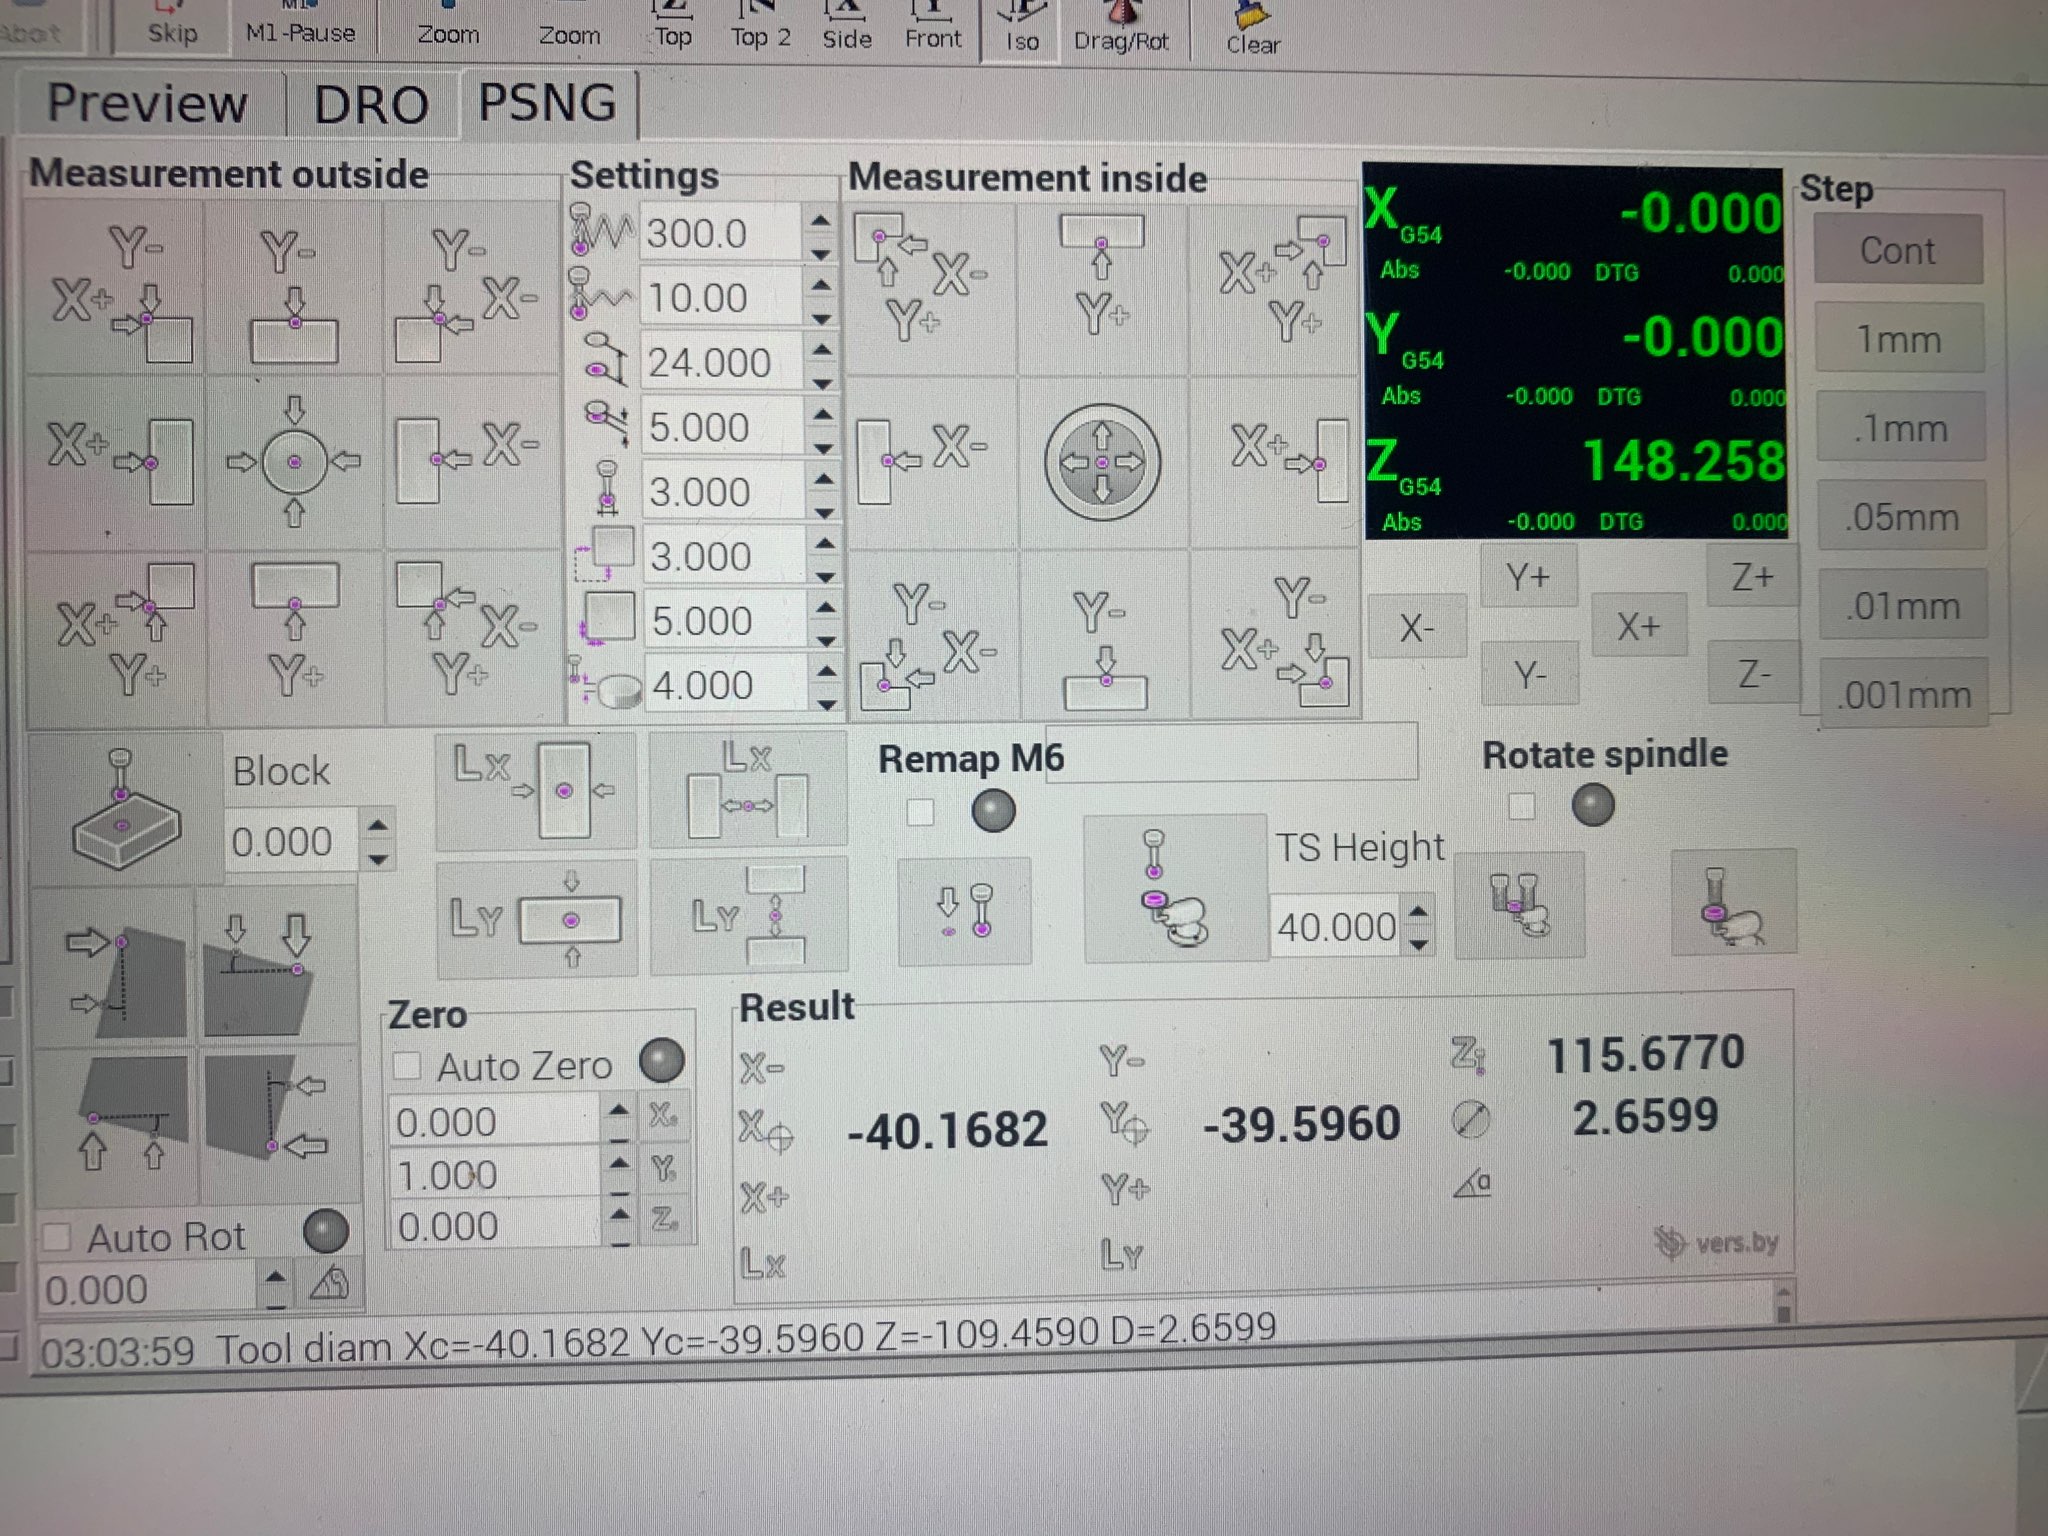 Abort Skip M1-Pause Zoom Zoom Top Top 2 Side Front Iso Drag/Rot Clear
Preview DRO PSNG
Measurement outside
Y-
X+
Y-
Y-
X-
X+
X-
X+
Y+
Y+
X-
Y+
Settings
300.0
10.00
24.000
5.000
3.000
3.000
5.000
4.000
Measurement inside
X-
Y+
Y+
X+
Y+
X-
X+
Y-
X-
Y-
Y-
X+
X G54 -0.000
Abs -0.000 DTG 0.000
Y G54 -0.000
Abs -0.000 DTG 0.000
Z G54 148.258
Abs -0.000 DTG 0.000
Y+ Z+
X- X+
Y- Z-
Step
Cont
1mm
.1mm
.05mm
.01mm
.001mm
Block
0.000
Lx
Lx
Ly
Ly
Remap M6
TS Height
40.000
Rotate spindle
Auto Rot
0.000
a
Zero
Auto Zero
0.000 X0
1.000 Y0
0.000 Z0
Result
X- Y- Z 115.6770
X -40.1682 Y -39.5960 2.6599
X+ Y+ a
Lx Ly
vers.by
03:03:59 Tool diam Xc=-40.1682 Yc=-39.5960 Z=-109.4590 D=2.6599